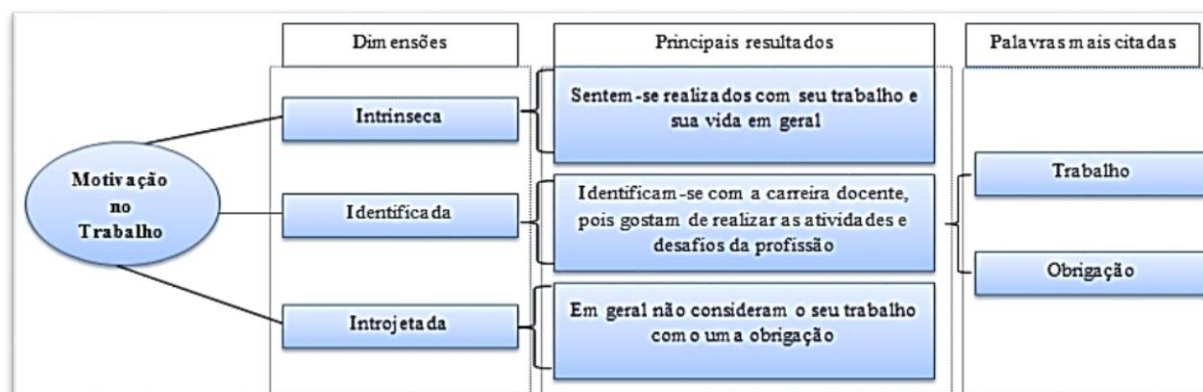 Dimensões
Principais resultados
Palavras mais citadas
Motivação
no
Trabalho
Intrínseca
Sentem-se realizados com seu trabalho e
sua vida em geral
Identificada
Identificam-se com a carreira docente,
pois gostam de realizar as atividades e
desafios da profissão
Introjetada
Em geral não consideram o seu trabalho
como uma obrigação
Trabalho
Obrigação